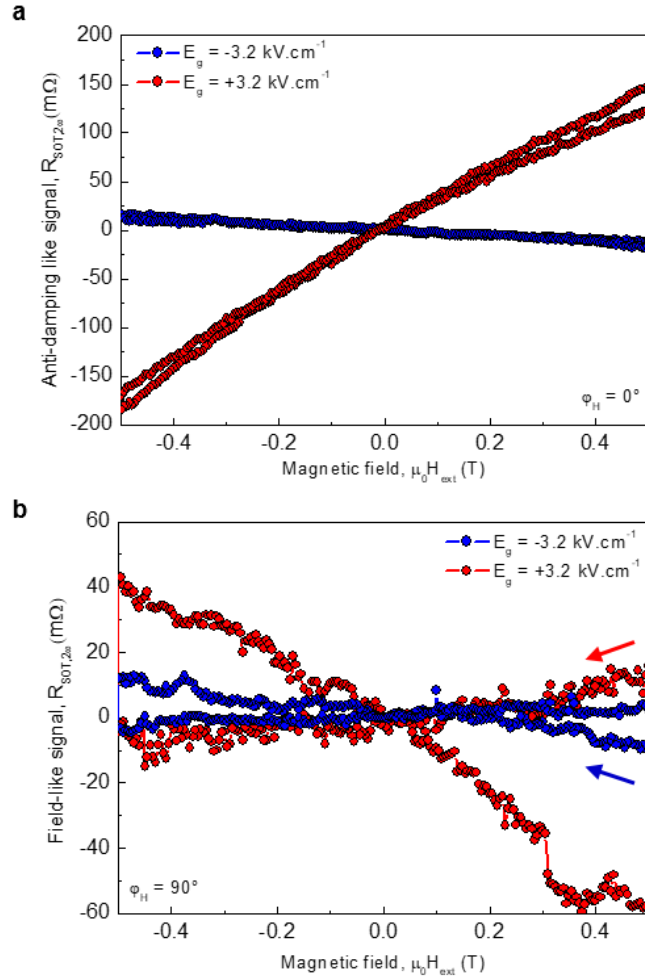 a
Anti-damping like signal, R_SOT,2ω (mΩ)
200
150
100
50
0
-50
-100
-150
-200
E_g = -3.2 kV.cm⁻¹
E_g = +3.2 kV.cm⁻¹
φ_H = 0°
-0.4 -0.2 0.0 0.2 0.4
Magnetic field, μ₀H_ext (T)
b
Field-like signal, R_SOT,2ω (mΩ)
60
40
20
0
-20
-40
-60
E_g = -3.2 kV.cm⁻¹
E_g = +3.2 kV.cm⁻¹
φ_H = 90°
-0.4 -0.2 0.0 0.2 0.4
Magnetic field, μ₀H_ext (T)